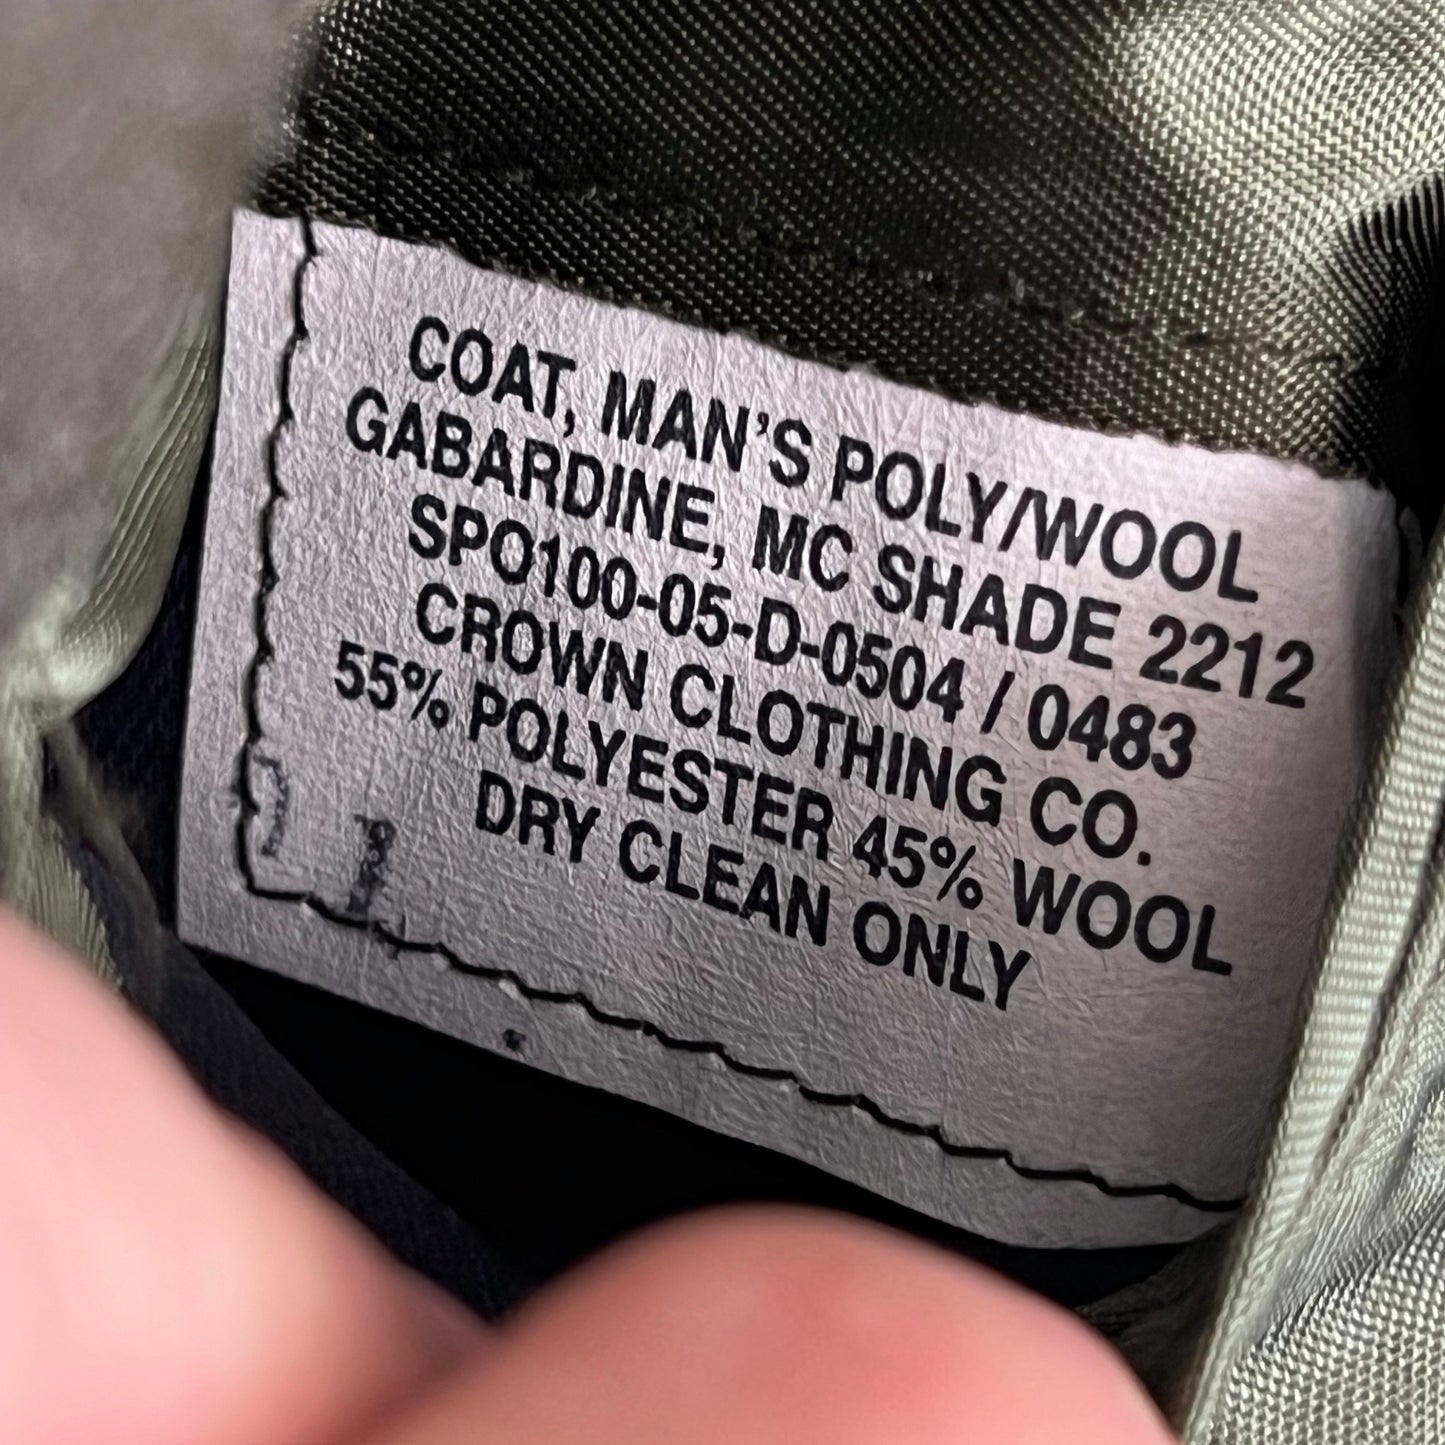 COAT, MAN'S POLY/WOOL
GABARDINE, MC SHADE 2212
SPO100-05-D-0504 / 0483
CROWN CLOTHING CO.
55% POLYESTER 45% WOOL
DRY CLEAN ONLY